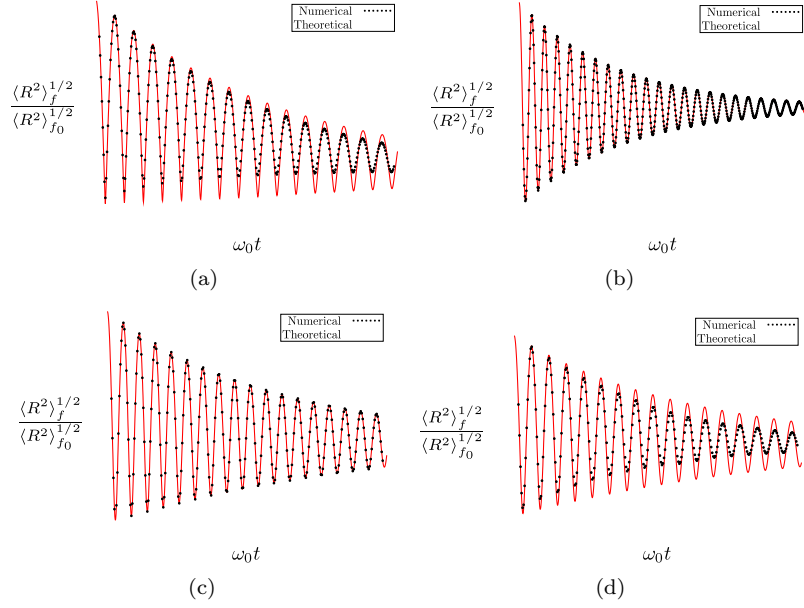 Numerical
Theoretical
⟨R²⟩_f^{1/2}
⟨R²⟩_{f₀}^{1/2}
ω₀t
(a)
Numerical
Theoretical
⟨R²⟩_f^{1/2}
⟨R²⟩_{f₀}^{1/2}
ω₀t
(b)
Numerical
Theoretical
⟨R²⟩_f^{1/2}
⟨R²⟩_{f₀}^{1/2}
ω₀t
(c)
Numerical
Theoretical
⟨R²⟩_f^{1/2}
⟨R²⟩_{f₀}^{1/2}
ω₀t
(d)